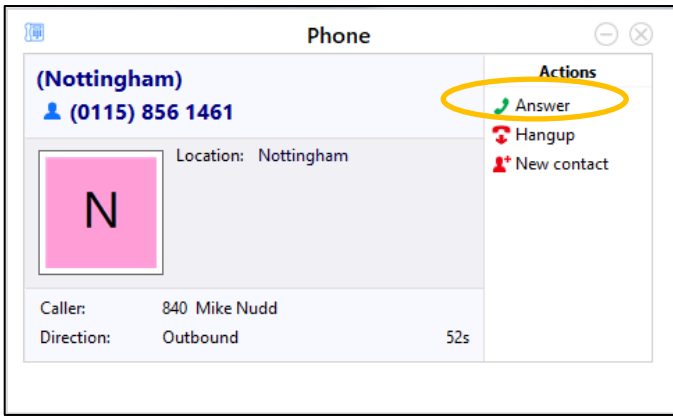 Phone
(Nottingham)
(0115) 856 1461
Location: Nottingham
N
Caller: 840 Mike Nudd
Direction: Outbound 52s
Actions
Answer
Hangup
New contact